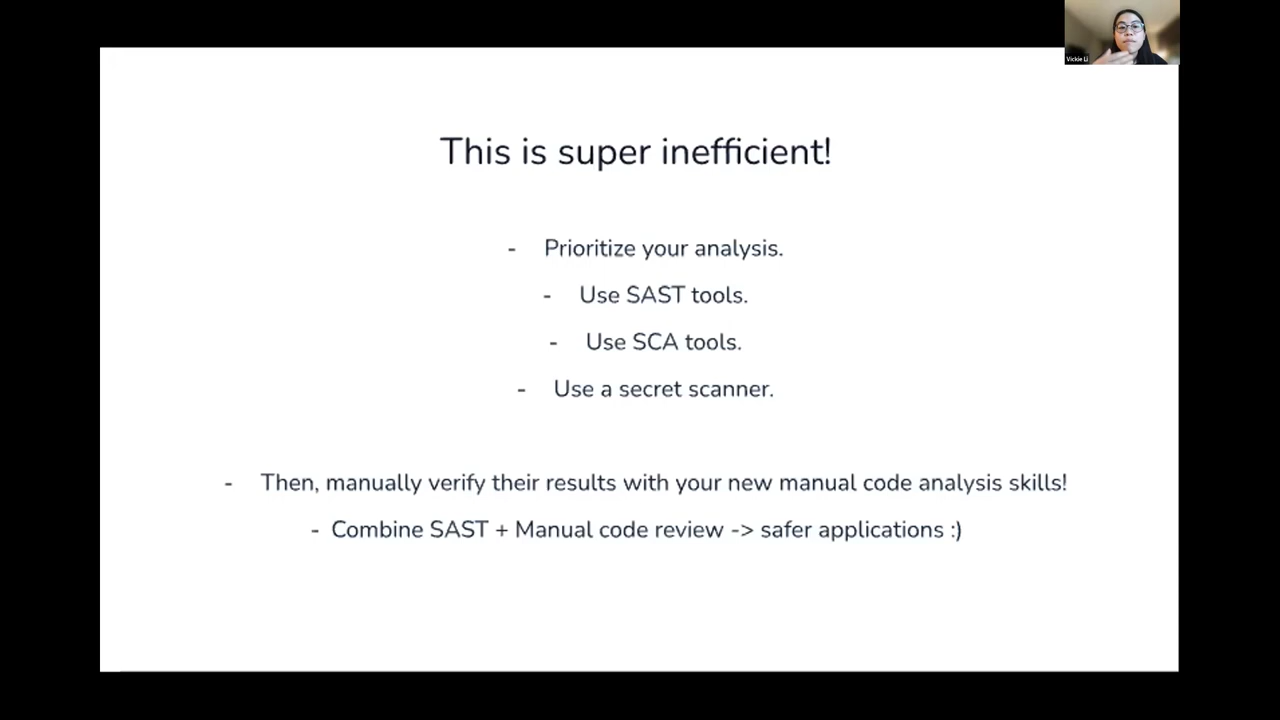 Vickie Li
This is super inefficient!
- Prioritize your analysis.
- Use SAST tools.
- Use SCA tools.
- Use a secret scanner.
- Then, manually verify their results with your new manual code analysis skills!
- Combine SAST + Manual code review -> safer applications :)